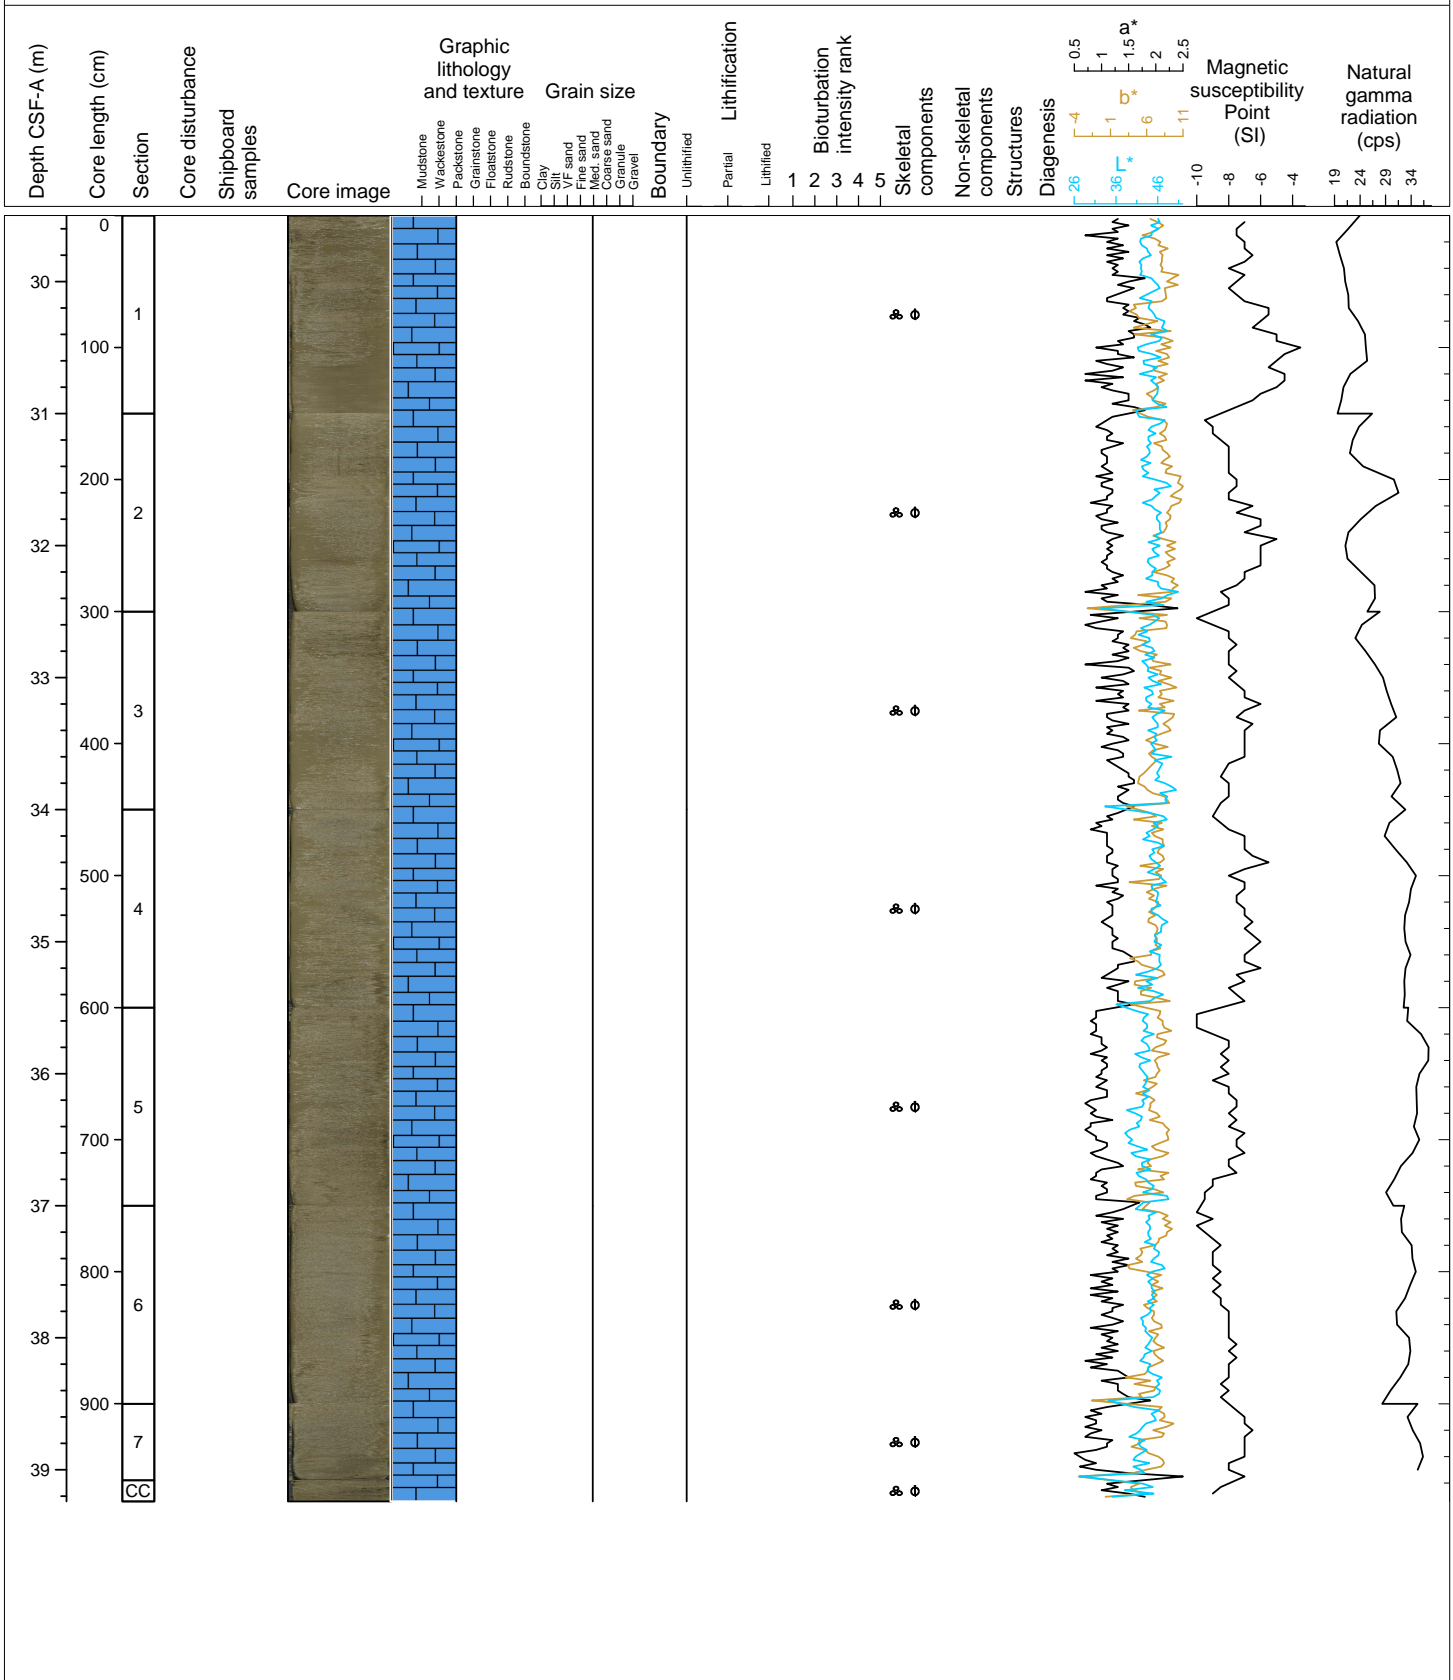 Depth CSF-A (m)
Core length (cm)
Section
Core disturbance
Shipboard
samples
Core image
Graphic
lithology
and texture
Mudstone
Wackestone
Packstone
Grainstone
Floatstone
Rudstone
Boundstone
Grain size
Clay
Silt
VF sand
Fine sand
Med. sand
Coarse sand
Granule
Gravel
Boundary
Lithification
Unlithified
Partial
Lithified
Bioturbation
intensity rank
1 2 3 4 5
Skeletal
components
Non-skeletal
components
Structures
Diagenesis
a*
0.5 1 1.5 2 2.5
b*
-4 1 6 11
L*
26 36 46
Magnetic
susceptibility
Point
(SI)
-10 -8 -6 -4
Natural
gamma
radiation
(cps)
19 24 29 34
0
30
1
100
31
200
2
32
300
33
3
400
34
500
4
35
600
36
5
700
37
800
6
38
900
7
39
CC